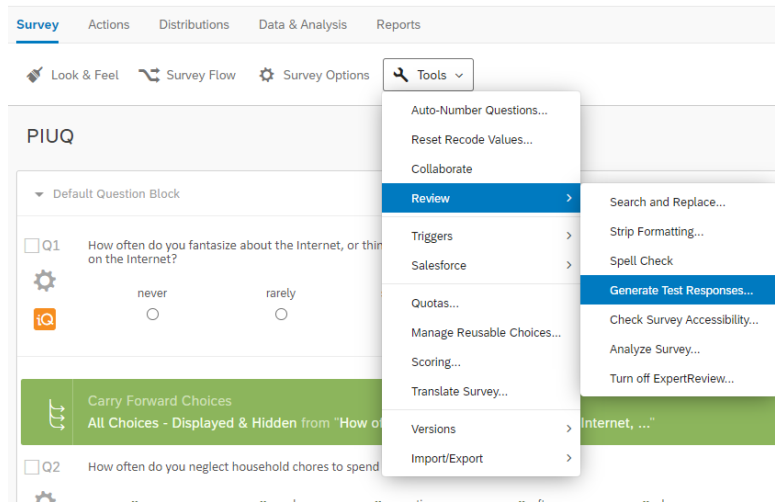 Survey Actions Distributions Data & Analysis Reports
Look & Feel Survey Flow Survey Options Tools
Auto-Number Questions...
PIUQ
Reset Recode Values...
Collaborate
Default Question Block
Review
Search and Replace...
Strip Formatting...
Spell Check
Generate Test Responses...
Check Survey Accessibility...
Analyze Survey...
Turn off ExpertReview...
Triggers
Salesforce
Quotas...
Manage Reusable Choices...
Scoring...
Translate Survey...
Versions
Import/Export
Q1 How often do you fantasize about the Internet, or
on the Internet?
never rarely
iQ
Carry Forward Choices
All Choices - Displayed & Hidden from "How Internet, ..."
Q2 How often do you neglect household chores to spend